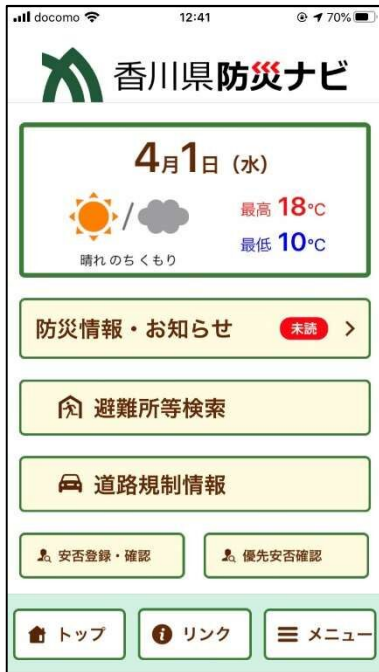 docomo 12:41 70%
香川県防災ナビ
4月1日（水）
最高 18℃
最低 10℃
晴れ のち くもり
防災情報・お知らせ 未読
避難所等検索
道路規制情報
安否登録・確認 優先安否確認
トップ リンク メニュー